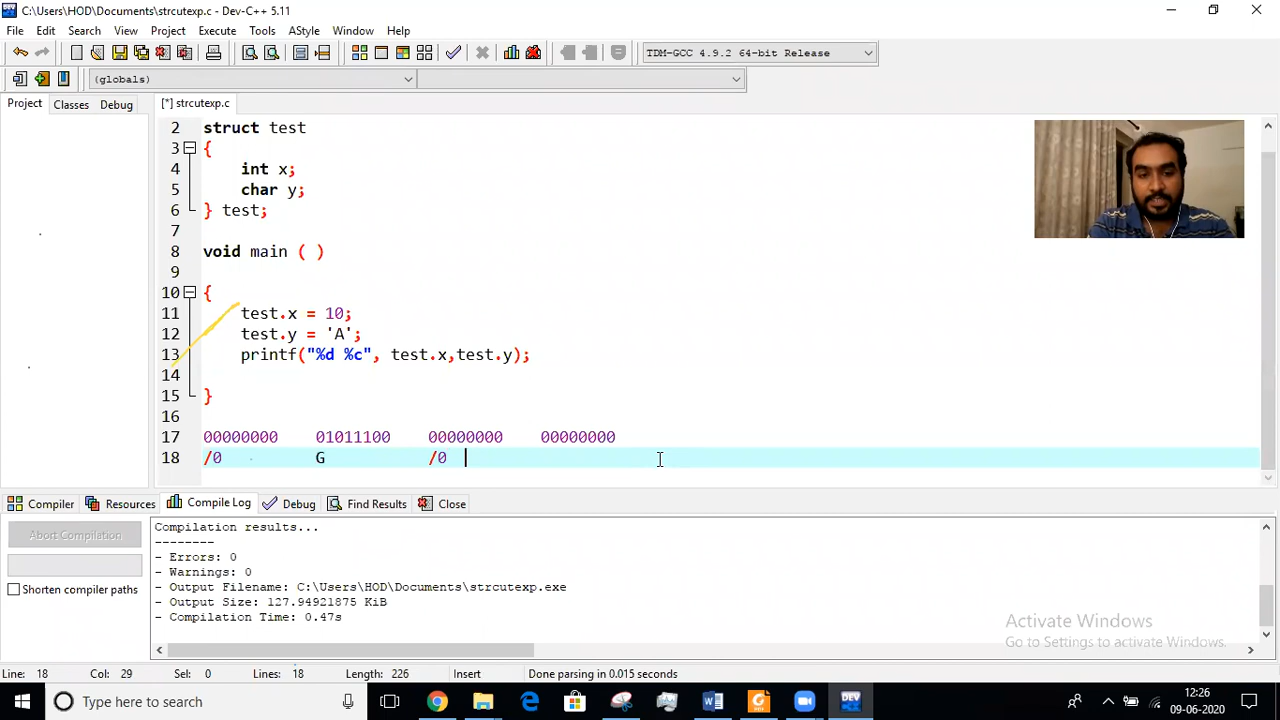 C:\Users\HOD\Documents\strcutexp.c - Dev-C++ 5.11
File Edit Search View Project Execute Tools AStyle Window Help
TDM-GCC 4.9.2 64-bit Release
(globals)
Project Classes Debug [*] strcutexp.c
2 struct test
3 {
4 int x;
5 char y;
6 } test;
7
8 void main ( )
9
10 {
11 test.x = 10;
12 test.y = 'A';
13 printf("%d %c", test.x,test.y);
14
15 }
16
17 00000000 01011100 00000000 00000000
18 /0 G /0
Compiler Resources Compile Log Debug Find Results Close
Abort Compilation
Shorten compiler paths
Compilation results...
--------
- Errors: 0
- Warnings: 0
- Output Filename: C:\Users\HOD\Documents\strcutexp.exe
- Output Size: 127.94921875 KiB
- Compilation Time: 0.47s
Activate Windows
Go to Settings to activate Windows.
Line: 18 Col: 29 Sel: 0 Lines: 18 Length: 226 Insert Done parsing in 0.015 seconds
Type here to search
12:26
09-06-2020